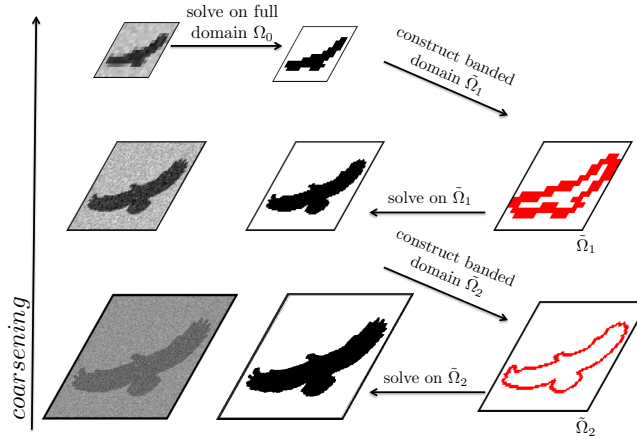 solve on full
domain Ω₀
construct banded
domain Ω̃₁
solve on Ω̃₁
Ω̃₁
construct banded
domain Ω̃₂
solve on Ω̃₂
Ω̃₂
coarsening